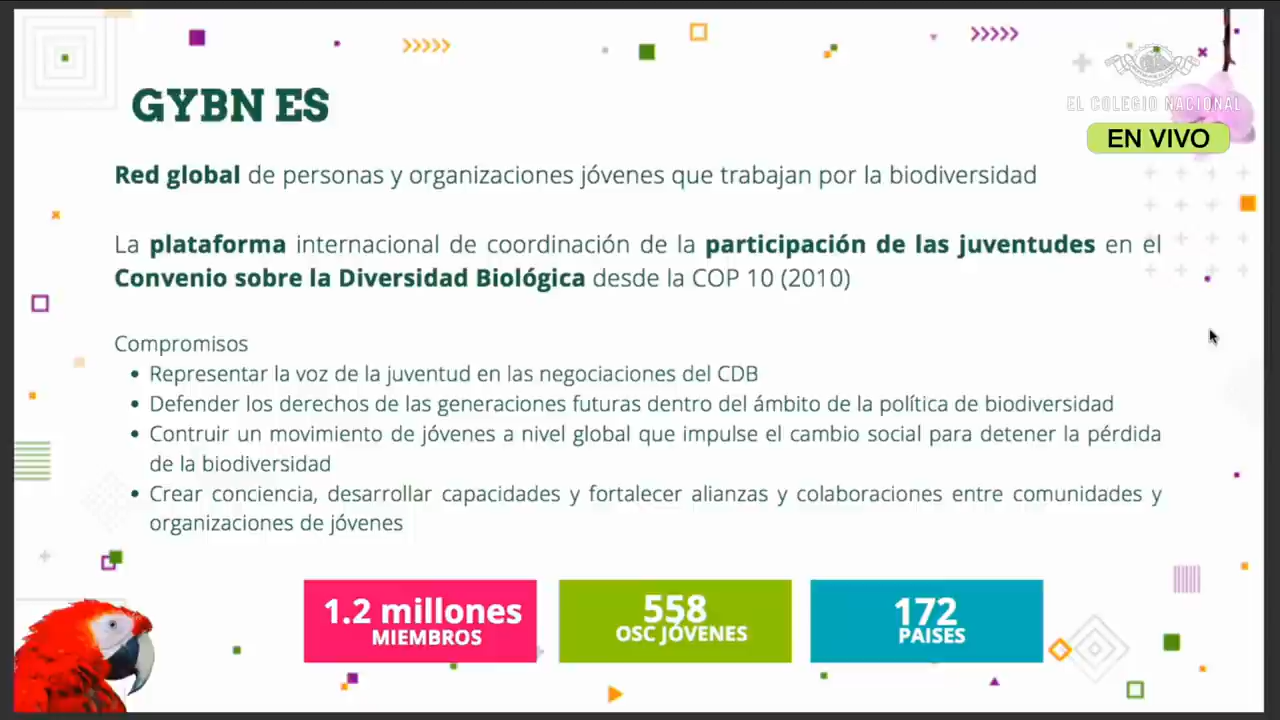 EL COLEGIO NACIONAL
EN VIVO
GYBN ES
Red global de personas y organizaciones jóvenes que trabajan por la biodiversidad
La plataforma internacional de coordinación de la participación de las juventudes en el
Convenio sobre la Diversidad Biológica desde la COP 10 (2010)
Compromisos
• Representar la voz de la juventud en las negociaciones del CDB
• Defender los derechos de las generaciones futuras dentro del ámbito de la política de biodiversidad
• Contruir un movimiento de jóvenes a nivel global que impulse el cambio social para detener la pérdida
de la biodiversidad
• Crear conciencia, desarrollar capacidades y fortalecer alianzas y colaboraciones entre comunidades y
organizaciones de jóvenes
1.2 millones
MIEMBROS
558
OSC JÓVENES
172
PAISES